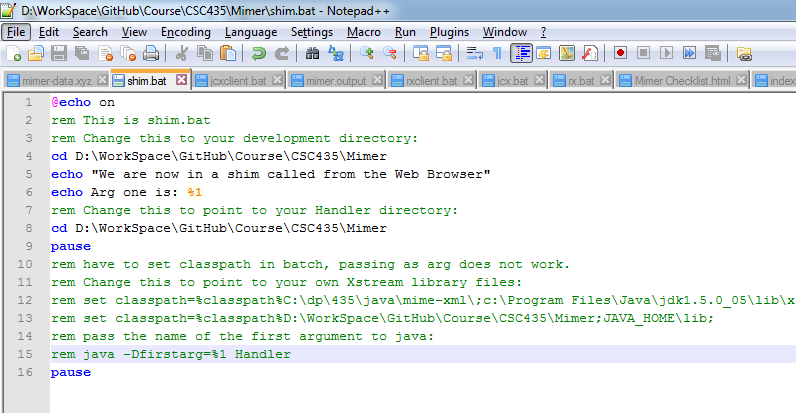 D:\WorkSpace\GitHub\Course\CSC435\Mimer\shim.bat - Notepad++
File Edit Search View Encoding Language Settings Macro Run Plugins Window ?
mimer-data.xyz shim.bat jcxclient.bat mimer.output rxclient.bat jcx.bat rx.bat Mimer Checklist.html index
1 @echo on
2 rem This is shim.bat
3 rem Change this to your development directory:
4 cd D:\WorkSpace\GitHub\Course\CSC435\Mimer
5 echo "We are now in a shim called from the Web Browser"
6 echo Arg one is: %1
7 rem Change this to point to your Handler directory:
8 cd D:\WorkSpace\GitHub\Course\CSC435\Mimer
9 pause
10 rem have to set classpath in batch, passing as arg does not work.
11 rem Change this to point to your own Xstream library files:
12 rem set classpath=%classpath%C:\dp\435\java\mime-xml\;c:\Program Files\Java\jdk1.5.0_05\lib\x
13 rem set classpath=%classpath%D:\WorkSpace\GitHub\Course\CSC435\Mimer;JAVA_HOME\lib;
14 rem pass the name of the first argument to java:
15 rem java -Dfirstarg=%1 Handler
16 pause